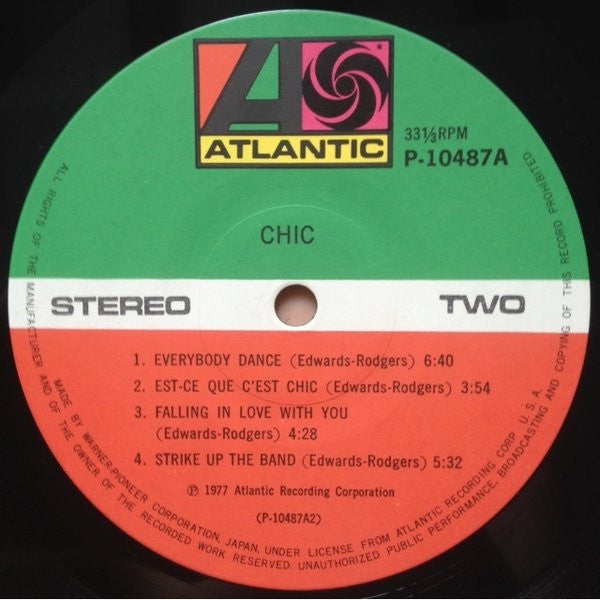 ATLANTIC
33⅓RPM
P-10487A
CHIC
STEREO
TWO
1. EVERYBODY DANCE (Edwards-Rodgers) 6:40
2. EST-CE QUE C'EST CHIC (Edwards-Rodgers) 3:54
3. FALLING IN LOVE WITH YOU
(Edwards-Rodgers) 4:28
4. STRIKE UP THE BAND (Edwards-Rodgers) 5:32
℗ 1977 Atlantic Recording Corporation
(P-10487A2)
MADE BY WARNER-PIONEER CORPORATION, JAPAN, UNDER LICENSE FROM ATLANTIC RECORDING CORP. U.S.A.
ALL RIGHTS OF THE MANUFACTURER AND OF THE OWNER OF THE RECORDED WORK RESERVED. UNAUTHORIZED PUBLIC PERFORMANCE, BROADCASTING AND COPYING OF THIS RECORD PROHIBITED.